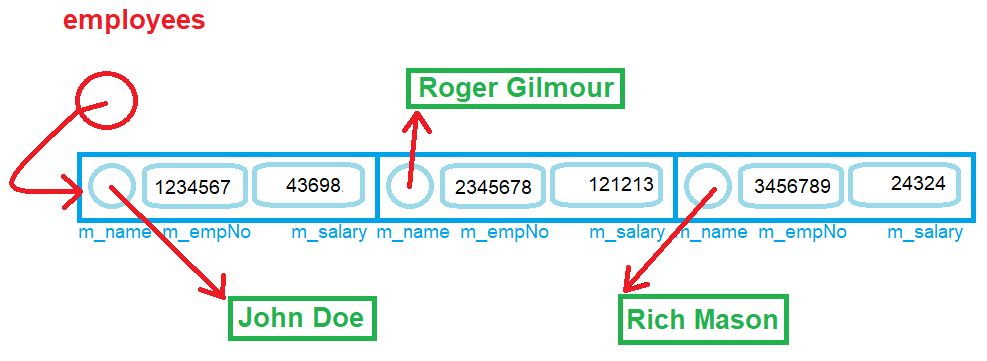 employees
Roger Gilmour
1234567 43698 2345678 121213 3456789 24324
m_name m_empNo m_salary m_name m_empNo m_salary m_name m_empNo m_salary
John Doe
Rich Mason